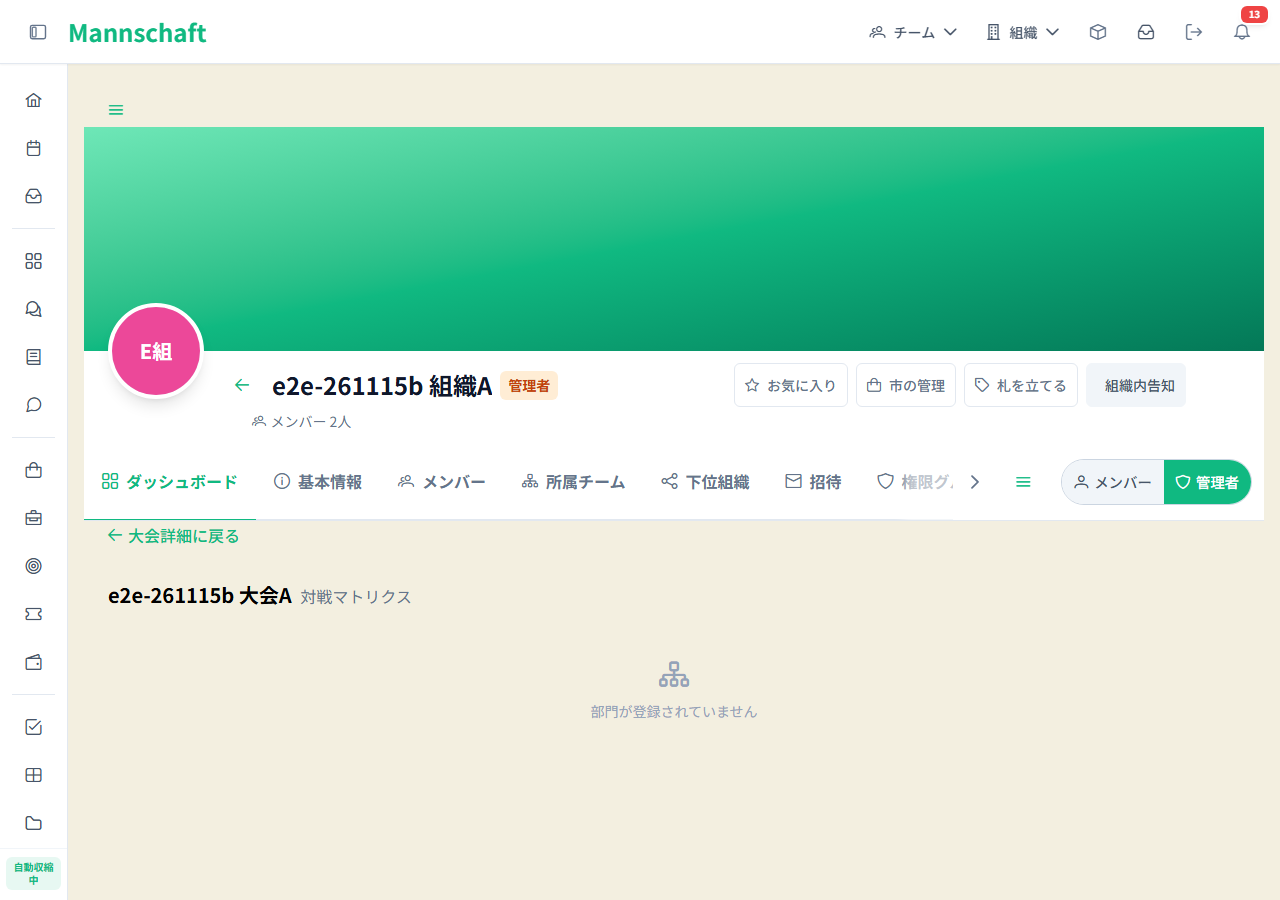 Mannschaft
チーム
組織
13
E組
e2e-261115b 組織A
管理者
お気に入り
市の管理
札を立てる
組織内告知
メンバー 2人
ダッシュボード
基本情報
メンバー
所属チーム
下位組織
招待
権限グ
メンバー
管理者
大会詳細に戻る
e2e-261115b 大会A 対戦マトリクス
部門が登録されていません
自動収縮
中